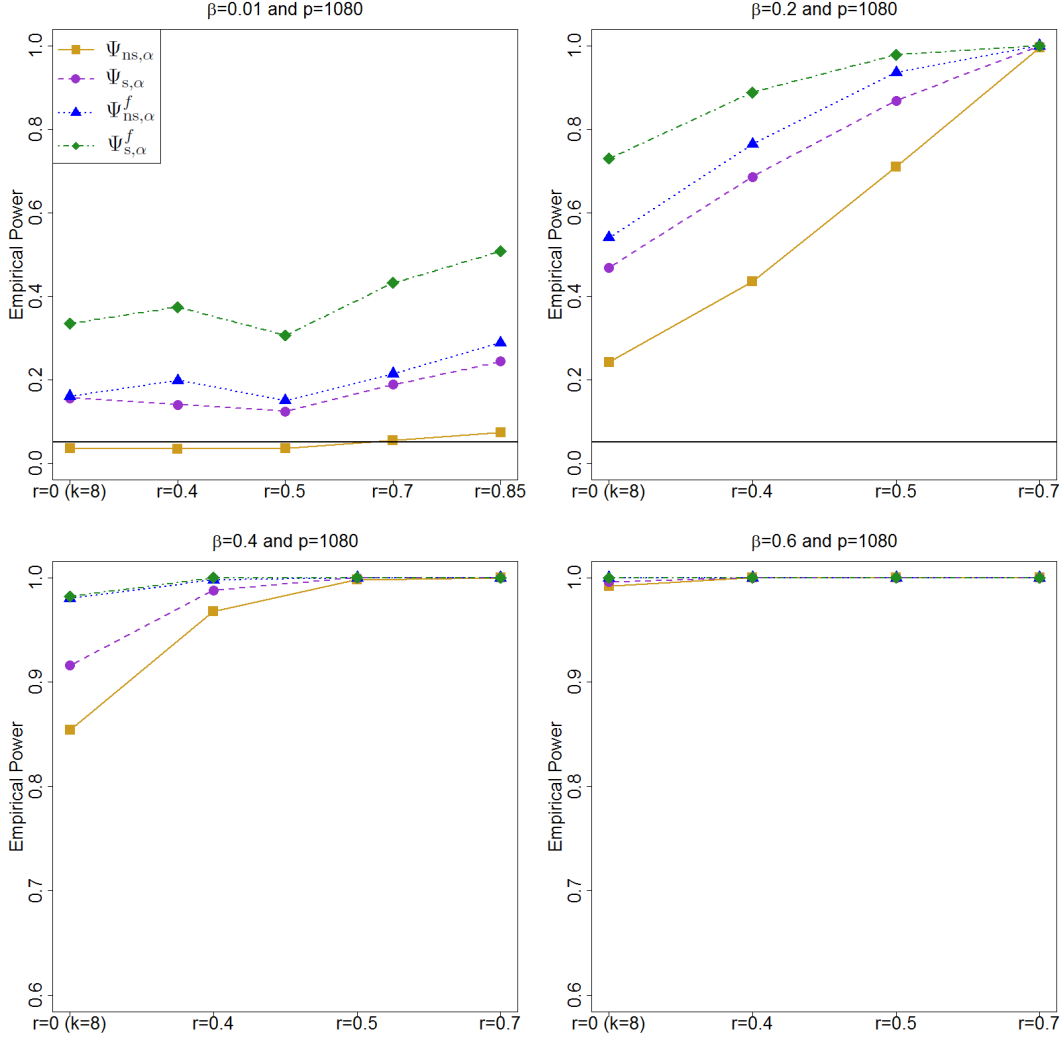 β=0.01 and p=1080
Ψns,α
Ψs,α
Ψfns,α
Ψfs,α
Empirical Power
1.0
0.8
0.6
0.4
0.2
0.0
r=0 (k=8) r=0.4 r=0.5 r=0.7 r=0.85
β=0.2 and p=1080
Empirical Power
1.0
0.8
0.6
0.4
0.2
0.0
r=0 (k=8) r=0.4 r=0.5 r=0.7
β=0.4 and p=1080
Empirical Power
1.0
0.9
0.8
0.7
0.6
r=0 (k=8) r=0.4 r=0.5 r=0.7
β=0.6 and p=1080
Empirical Power
1.0
0.9
0.8
0.7
0.6
r=0 (k=8) r=0.4 r=0.5 r=0.7